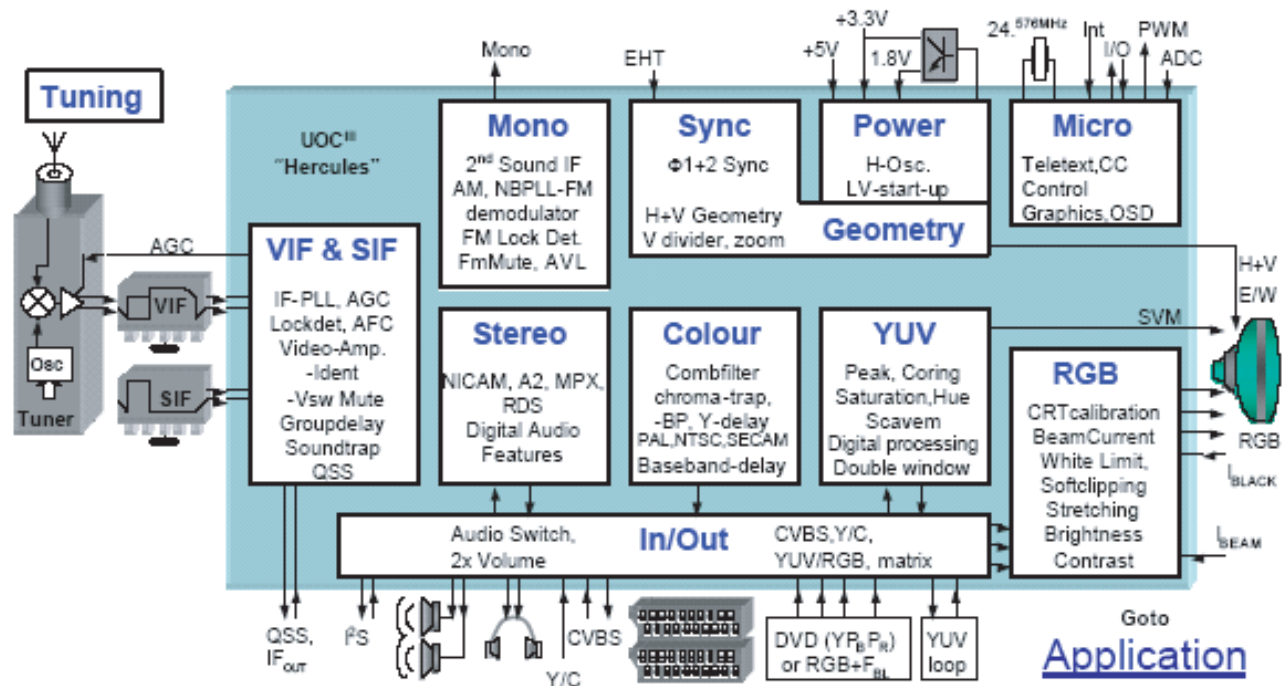 Tuning
Mono
EHT
+5V
+3.3V
1.8V
24.576MHz
Int
I/O
PWM
ADC
UOCᴵᴵᴵ
"Hercules"
Mono
2nd Sound IF
AM, NBPLL-FM
demodulator
FM Lock Det.
FmMute, AVL
Sync
Φ1+2 Sync
H+V Geometry
V divider, zoom
Power
H-Osc.
LV-start-up
Geometry
Micro
Teletext,CC
Control
Graphics,OSD
AGC
VIF
SIF
Osc
Tuner
VIF & SIF
IF-PLL, AGC
Lockdet, AFC
Video-Amp.
-Ident
-Vsw Mute
Groupdelay
Soundtrap
QSS
Stereo
NICAM, A2, MPX,
RDS
Digital Audio
Features
Colour
Combfilter
chroma-trap,
-BP, Y-delay
PAL,NTSC,SECAM
Baseband-delay
YUV
Peak, Coring
Saturation,Hue
Scavem
Digital processing
Double window
RGB
CRTcalibration
BeamCurrent
White Limit,
Softclipping
Stretching
Brightness
Contrast
H+V
E/W
SVM
RGB
IBLACK
IBEAM
In/Out
Audio Switch,
2x Volume
CVBS,Y/C,
YUV/RGB, matrix
QSS,
IFOUT
I²S
Y/C
CVBS
DVD (YPBPR)
or RGB+FBL
YUV
loop
Goto
Application